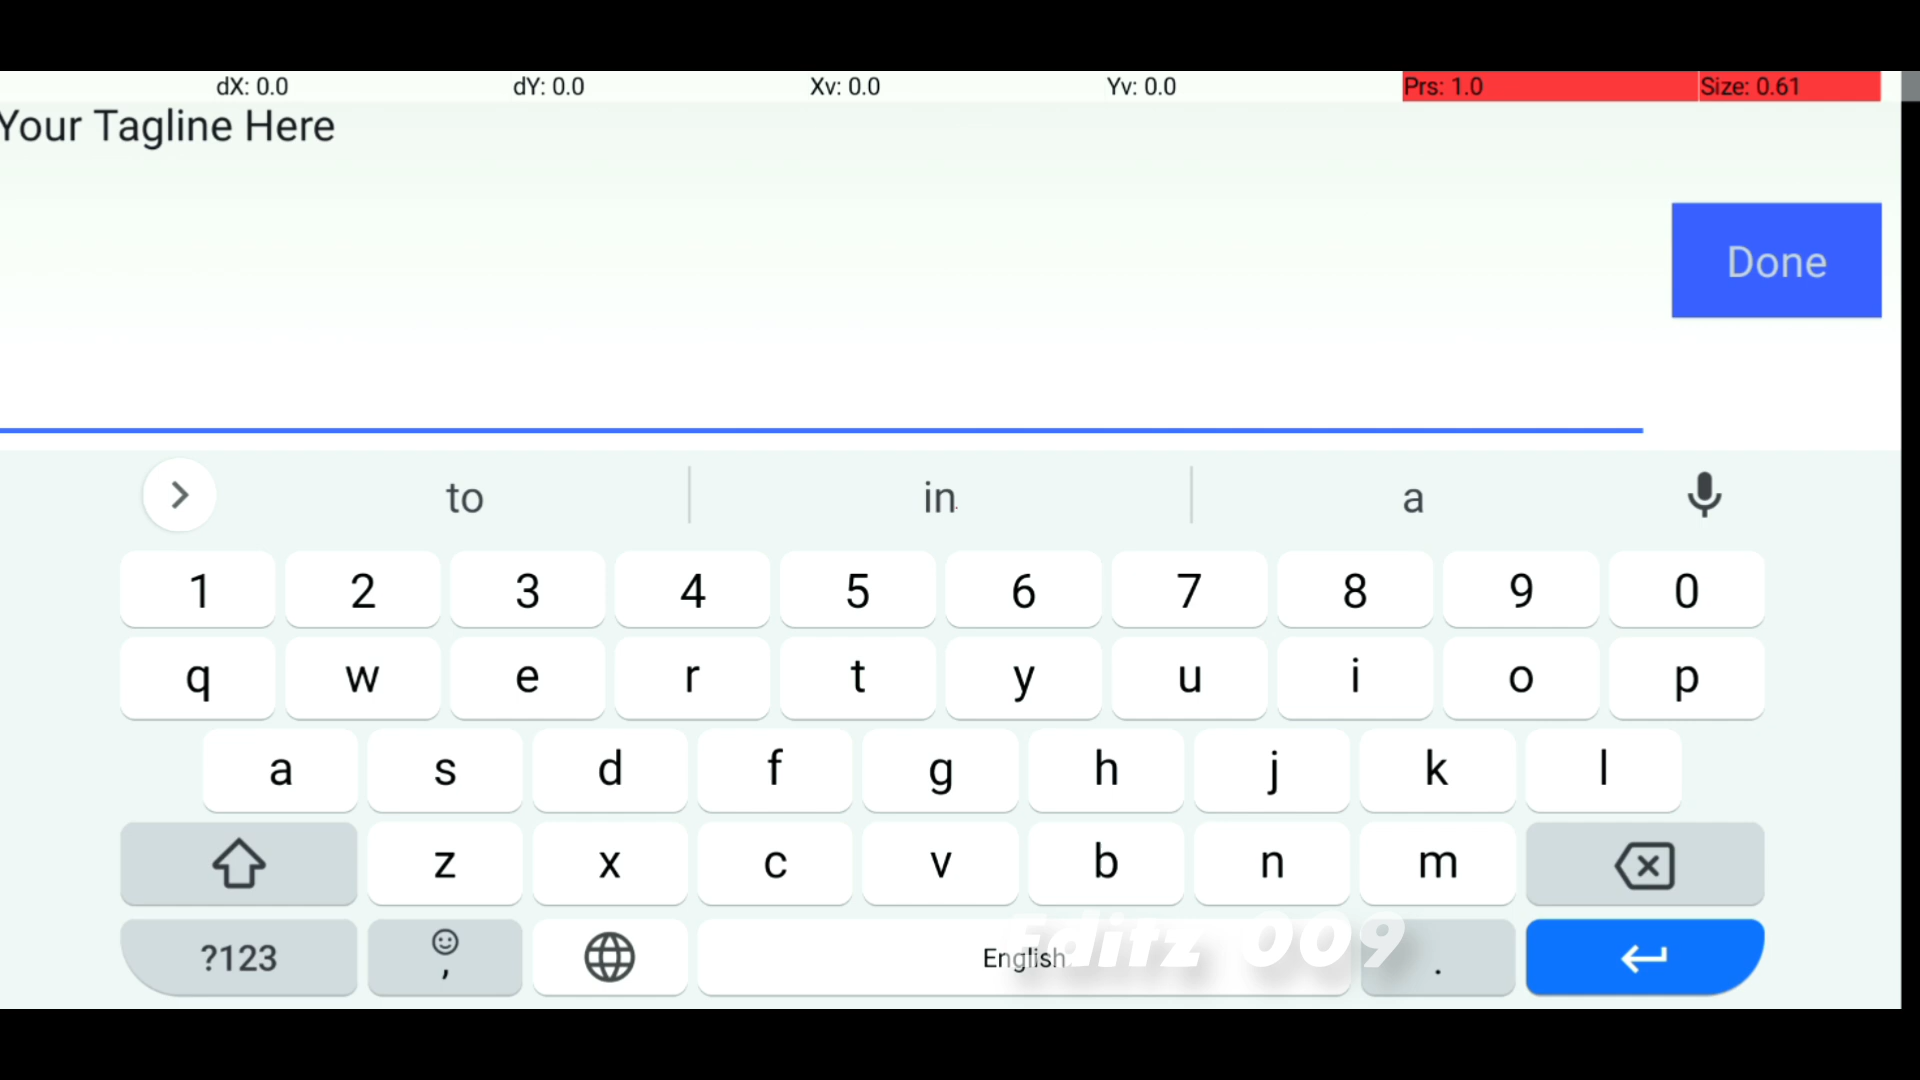 dX: 0.0 dY: 0.0 Xv: 0.0 Yv: 0.0 Prs: 1.0 Size: 0.61
Your Tagline Here
Done
to in a
1 2 3 4 5 6 7 8 9 0
q w e r t y u i o p
a s d f g h j k l
z x c v b n m
?123 , English .
Editz 009